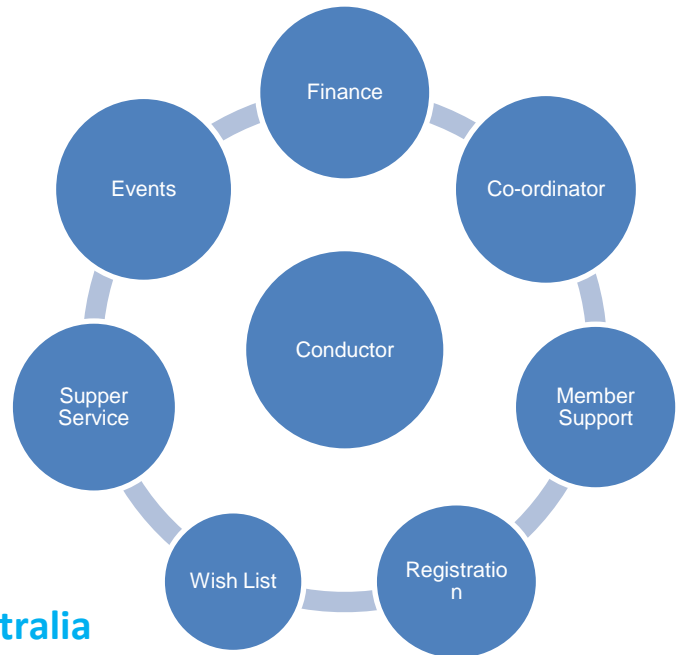 Finance
Events
Co-ordinator
Conductor
Supper
Service
Member
Support
Wish List
Registratio
n
tralia